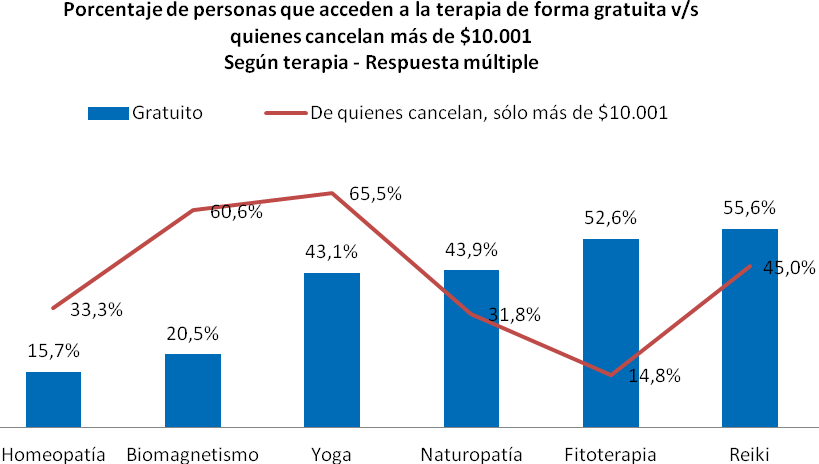 Porcentaje de personas que acceden a la terapia de forma gratuita v/s
quienes cancelan más de $10.001
Según terapia - Respuesta múltiple
Gratuito
De quienes cancelan, sólo más de $10.001
65,5%
60,6%
55,6%
52,6%
43,1%
43,9%
45,0%
33,3%
31,8%
20,5%
15,7%
14,8%
Homeopatía Biomagnetismo Yoga Naturopatía Fitoterapia Reiki